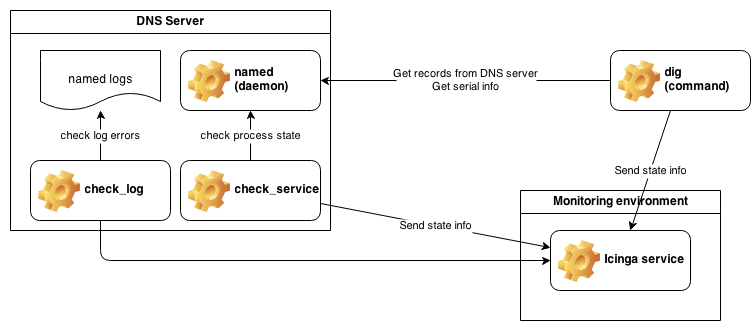 DNS Server
named logs
named
(daemon)
Get records from DNS server
Get serial info
dig
(command)
check log errors
check process state
check_log
check_service
Send state info
Send state info
Monitoring environment
Icinga service